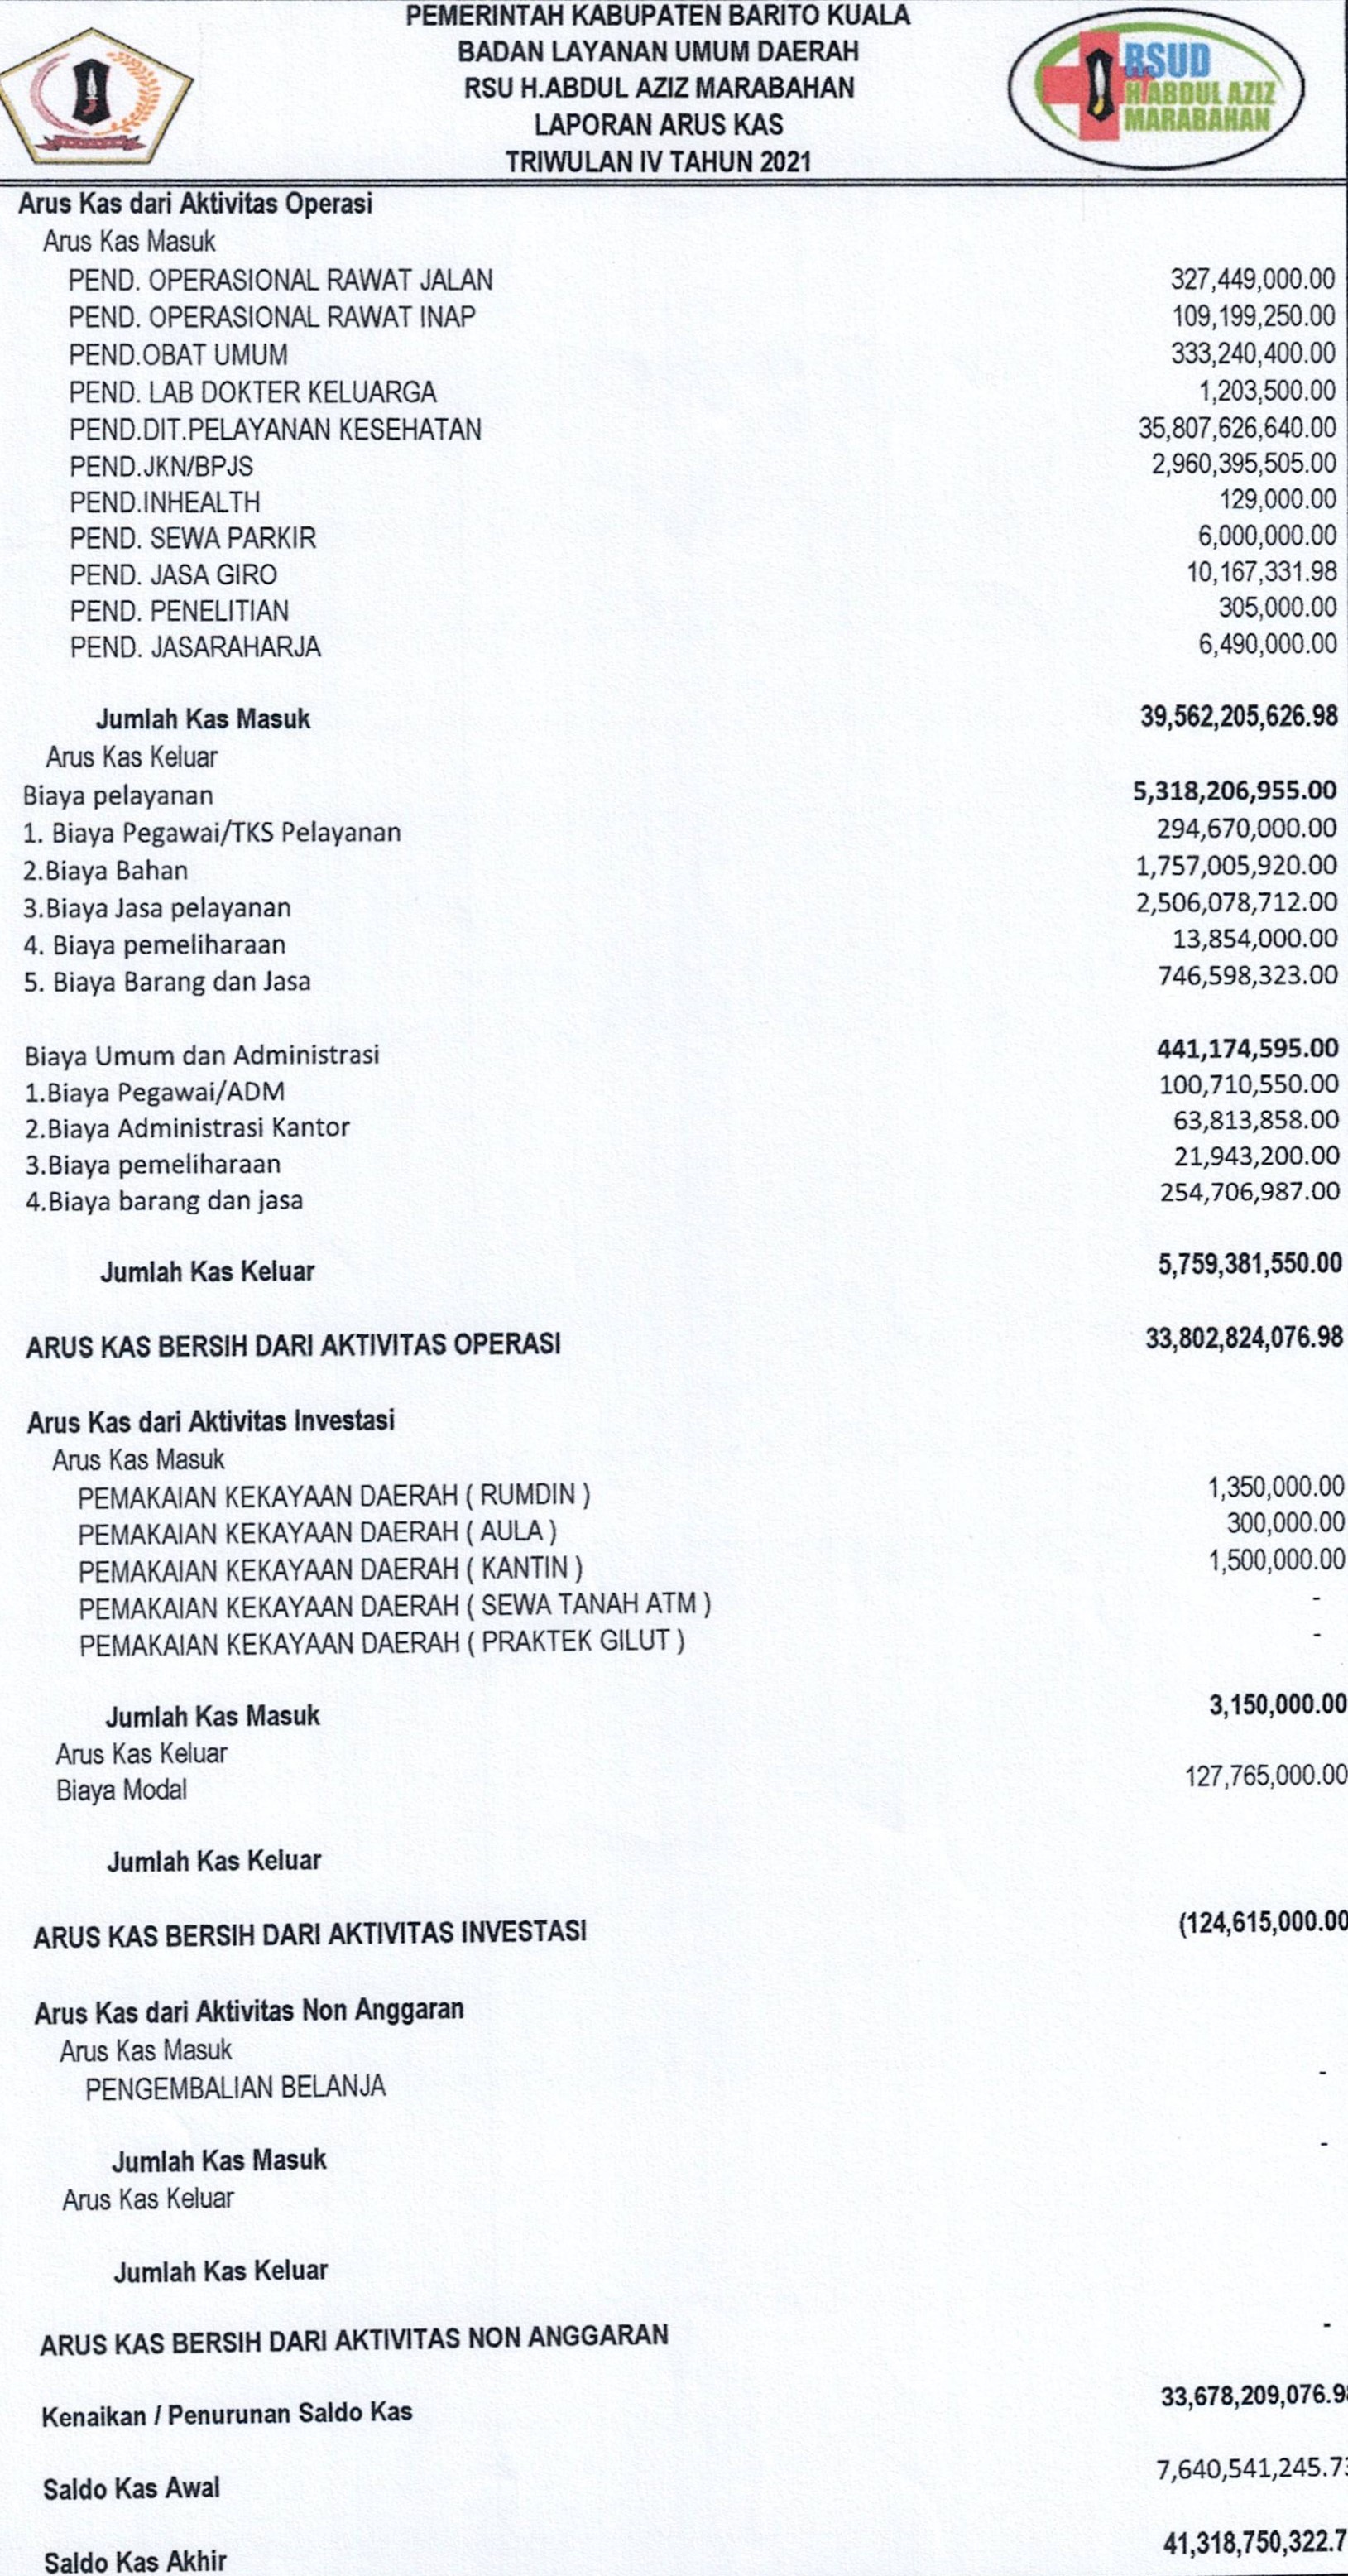 PEMERINTAH KABUPATEN BARITO KUALA
BADAN LAYANAN UMUM DAERAH
RSU H.ABDUL AZIZ MARABAHAN
LAPORAN ARUS KAS
TRIWULAN IV TAHUN 2021
RSUD
H.ABDUL AZIZ
MARABAHAN
Arus Kas dari Aktivitas Operasi
Arus Kas Masuk
PEND. OPERASIONAL RAWAT JALAN 327,449,000.00
PEND. OPERASIONAL RAWAT INAP 109,199,250.00
PEND.OBAT UMUM 333,240,400.00
PEND. LAB DOKTER KELUARGA 1,203,500.00
PEND.DIT.PELAYANAN KESEHATAN 35,807,626,640.00
PEND.JKN/BPJS 2,960,395,505.00
PEND.INHEALTH 129,000.00
PEND. SEWA PARKIR 6,000,000.00
PEND. JASA GIRO 10,167,331.98
PEND. PENELITIAN 305,000.00
PEND. JASARAHARJA 6,490,000.00
Jumlah Kas Masuk 39,562,205,626.98
Arus Kas Keluar
Biaya pelayanan 5,318,206,955.00
1. Biaya Pegawai/TKS Pelayanan 294,670,000.00
2.Biaya Bahan 1,757,005,920.00
3.Biaya Jasa pelayanan 2,506,078,712.00
4. Biaya pemeliharaan 13,854,000.00
5. Biaya Barang dan Jasa 746,598,323.00
Biaya Umum dan Administrasi 441,174,595.00
1.Biaya Pegawai/ADM 100,710,550.00
2.Biaya Administrasi Kantor 63,813,858.00
3.Biaya pemeliharaan 21,943,200.00
4.Biaya barang dan jasa 254,706,987.00
Jumlah Kas Keluar 5,759,381,550.00
ARUS KAS BERSIH DARI AKTIVITAS OPERASI 33,802,824,076.98
Arus Kas dari Aktivitas Investasi
Arus Kas Masuk
PEMAKAIAN KEKAYAAN DAERAH ( RUMDIN ) 1,350,000.00
PEMAKAIAN KEKAYAAN DAERAH ( AULA ) 300,000.00
PEMAKAIAN KEKAYAAN DAERAH ( KANTIN ) 1,500,000.00
PEMAKAIAN KEKAYAAN DAERAH ( SEWA TANAH ATM ) -
PEMAKAIAN KEKAYAAN DAERAH ( PRAKTEK GILUT ) -
Jumlah Kas Masuk 3,150,000.00
Arus Kas Keluar
Biaya Modal 127,765,000.00
Jumlah Kas Keluar
ARUS KAS BERSIH DARI AKTIVITAS INVESTASI (124,615,000.00
Arus Kas dari Aktivitas Non Anggaran
Arus Kas Masuk
PENGEMBALIAN BELANJA -
Jumlah Kas Masuk -
Arus Kas Keluar
Jumlah Kas Keluar
ARUS KAS BERSIH DARI AKTIVITAS NON ANGGARAN -
Kenaikan / Penurunan Saldo Kas 33,678,209,076.98
Saldo Kas Awal 7,640,541,245.73
Saldo Kas Akhir 41,318,750,322.7